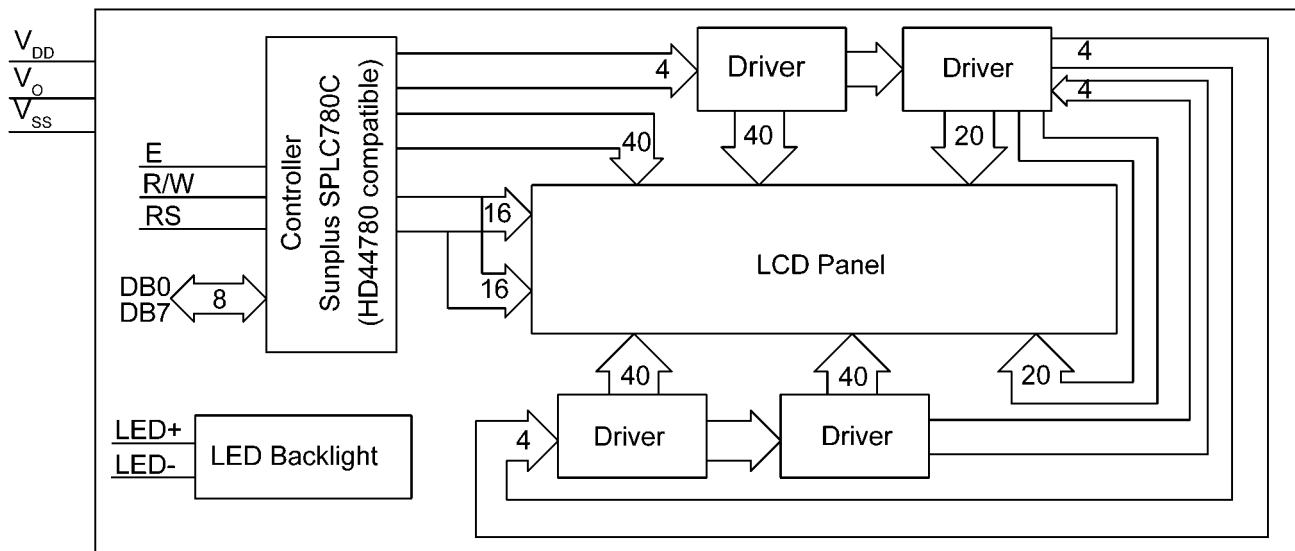 VDD
VO
VSS
E
R/W
RS
DB0
DB7
8
Controller
Sunplus SPLC780C
(HD44780 compatible)
4
Driver
Driver
4
4
40
40
20
16
16
LCD Panel
40
40
20
4
Driver
Driver
LED+
LED-
LED Backlight